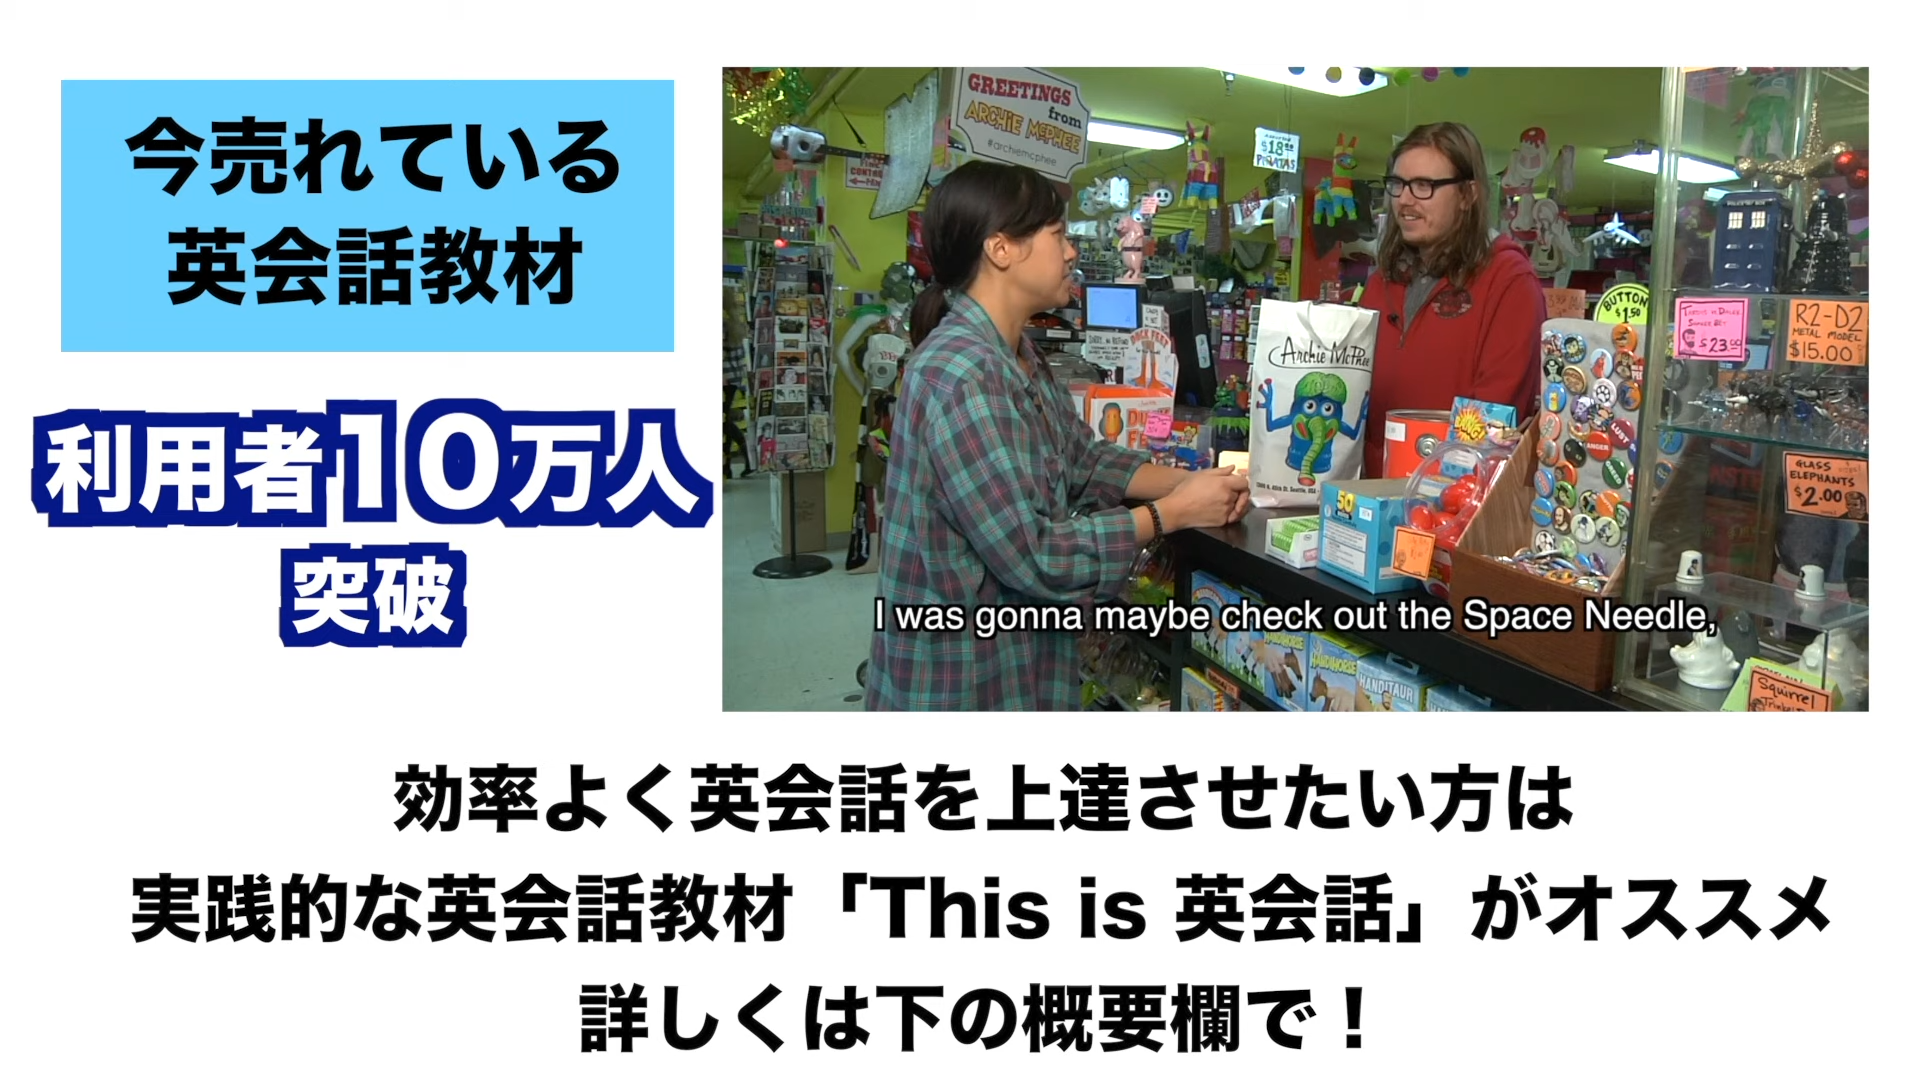 今売れている
英会話教材
利用者10万人
突破
GREETINGS
from
ARCHIE McPHEE
#archiemcphee
$18
PIÑATAS
Archie McPhee
BUTTON
$1.50
$23.00
R2-D2
METAL MODEL
$15.00
GLASS
ELEPHANTS
$2.00
BANG!
50
HANDIHORSE
HANDITAUR
Squirrel
I was gonna maybe check out the Space Needle,
効率よく英会話を上達させたい方は
実践的な英会話教材「This is 英会話」がオススメ
詳しくは下の概要欄で！